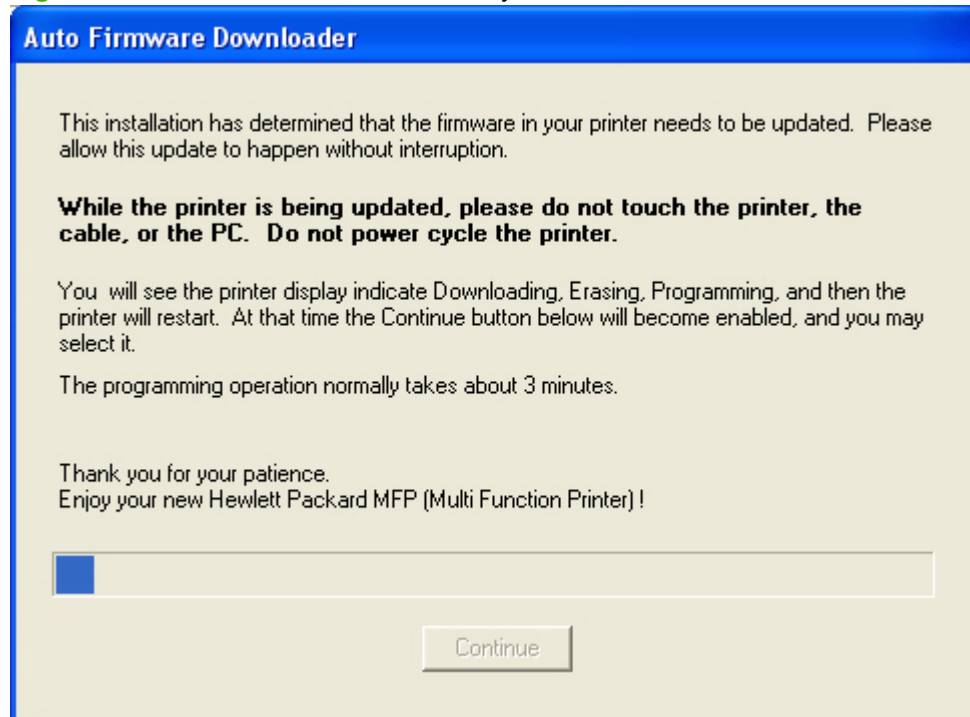 Auto Firmware Downloader
This installation has determined that the firmware in your printer needs to be updated. Please
allow this update to happen without interruption.
While the printer is being updated, please do not touch the printer, the
cable, or the PC. Do not power cycle the printer.
You will see the printer display indicate Downloading, Erasing, Programming, and then the
printer will restart. At that time the Continue button below will become enabled, and you may
select it.
The programming operation normally takes about 3 minutes.
Thank you for your patience.
Enjoy your new Hewlett Packard MFP (Multi Function Printer) !
Continue